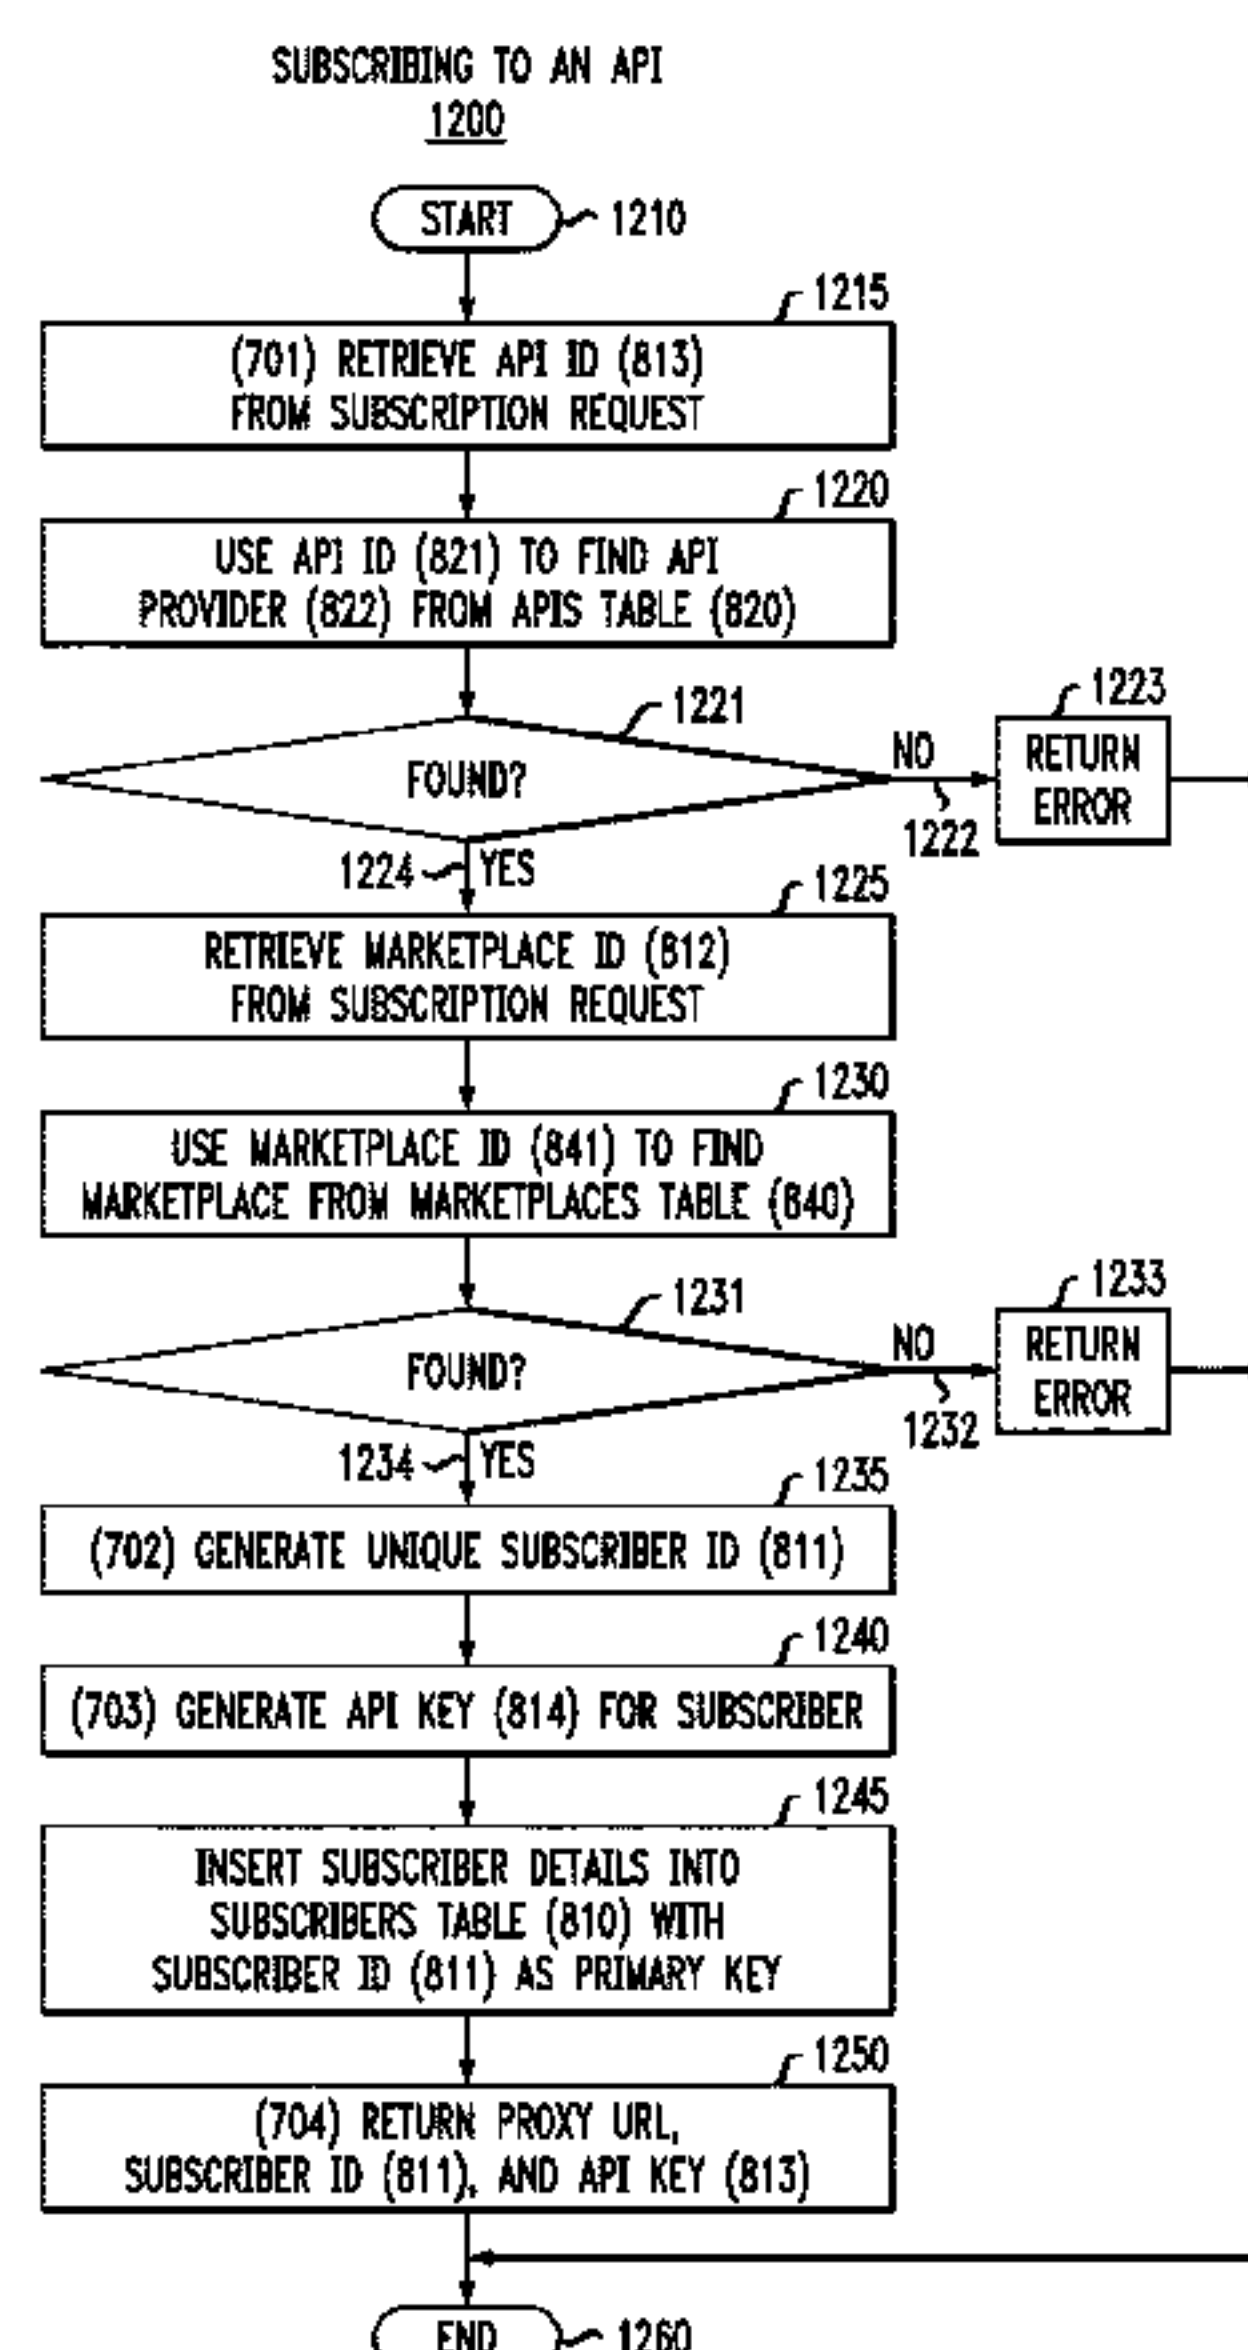 SUBSCRIBING TO AN API
1200
START
1210
1215
(701) RETRIEVE API ID (813)
FROM SUBSCRIPTION REQUEST
1220
USE API ID (821) TO FIND API
PROVIDER (822) FROM APIS TABLE (820)
1221
FOUND?
NO
1222
1223
RETURN
ERROR
1224
YES
1225
RETRIEVE MARKETPLACE ID (812)
FROM SUBSCRIPTION REQUEST
1230
USE MARKETPLACE ID (841) TO FIND
MARKETPLACE FROM MARKETPLACES TABLE (840)
1231
FOUND?
NO
1232
1233
RETURN
ERROR
1234
YES
1235
(702) GENERATE UNIQUE SUBSCRIBER ID (811)
1240
(703) GENERATE API KEY (814) FOR SUBSCRIBER
1245
INSERT SUBSCRIBER DETAILS INTO
SUBSCRIBERS TABLE (810) WITH
SUBSCRIBER ID (811) AS PRIMARY KEY
1250
(704) RETURN PROXY URL,
SUBSCRIBER ID (811), AND API KEY (813)
END
1260